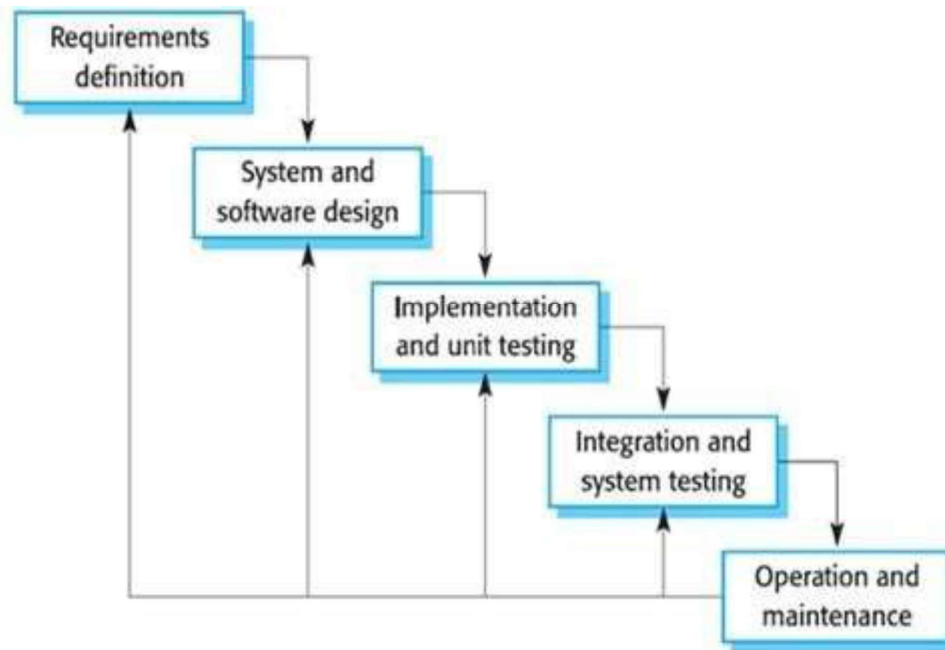 Requirements
definition
System and
software design
Implementation
and unit testing
Integration and
system testing
Operation and
maintenance